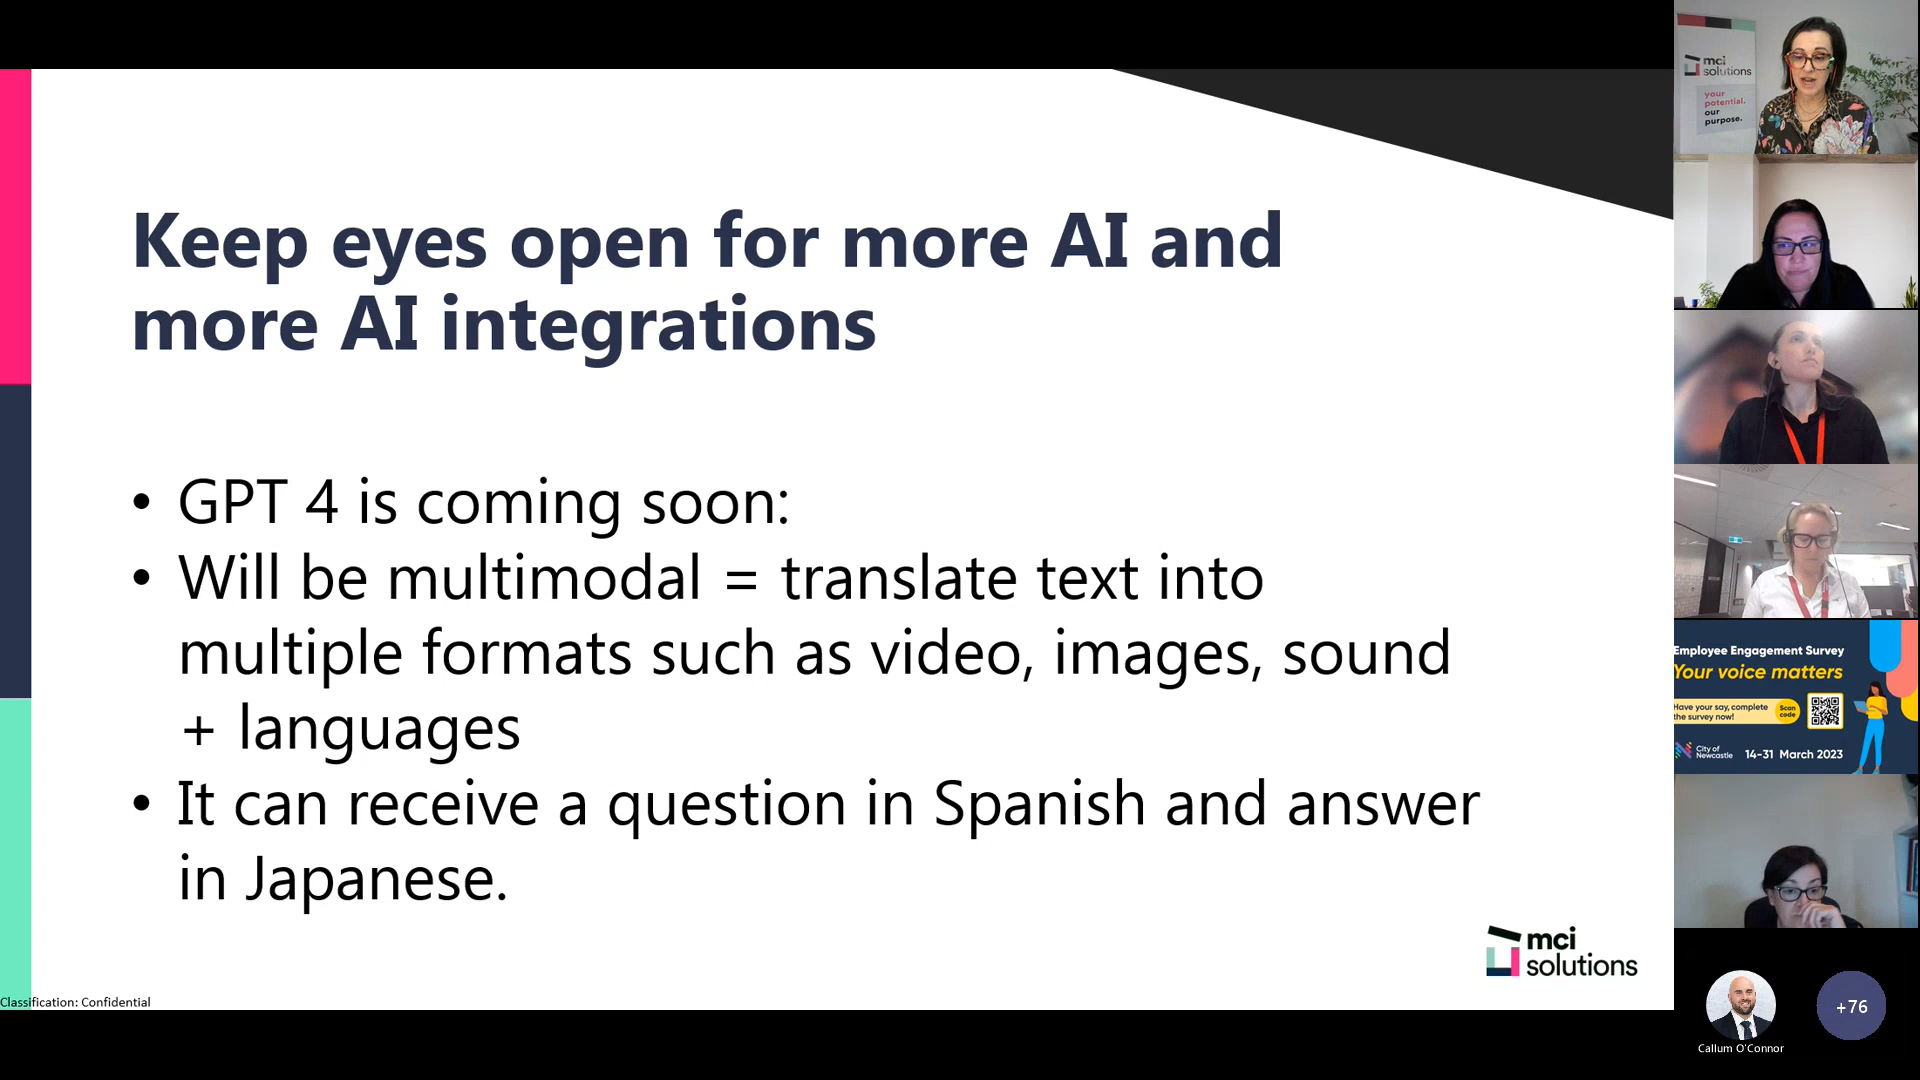 Keep eyes open for more AI and
more AI integrations
• GPT 4 is coming soon:
• Will be multimodal = translate text into
multiple formats such as video, images, sound
+ languages
• It can receive a question in Spanish and answer
in Japanese.
mci
solutions
Classification: Confidential
mci
solutions
your
potential.
our
purpose.
Employee Engagement Survey
Your voice matters
Have your say, complete
the survey now!
Scan
code
City of
Newcastle
14-31 March 2023
Callum O'Connor
+76